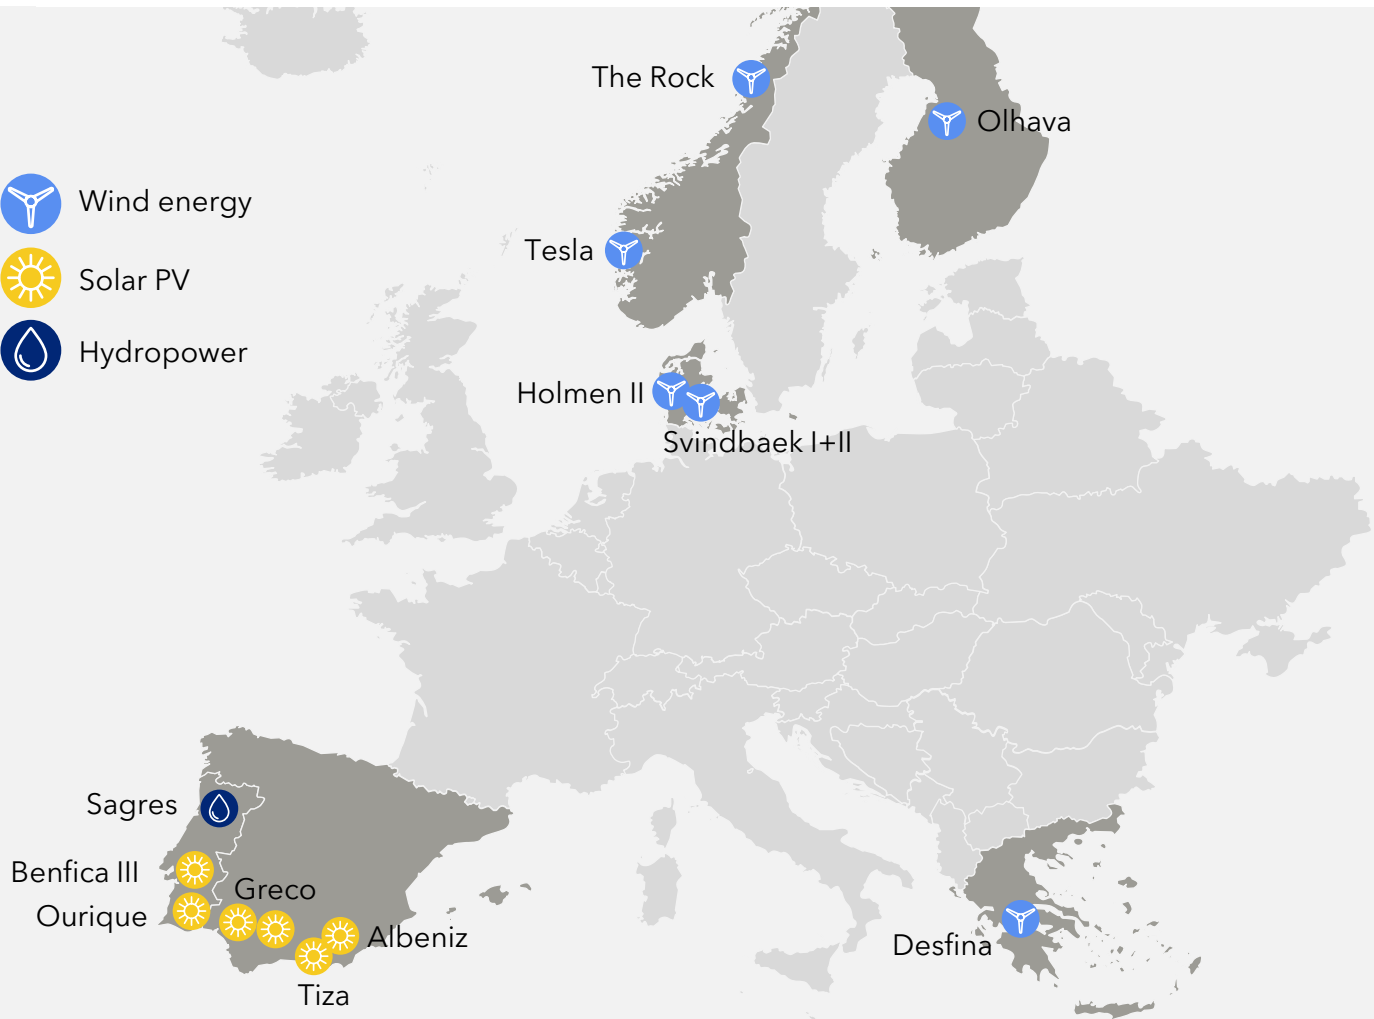 The Rock
Olhava
Wind energy
Tesla
Solar PV
Hydropower
Holmen II
Svindbaek I+II
Sagres
Benfica III
Greco
Ourique
Albeniz
Desfina
Tiza